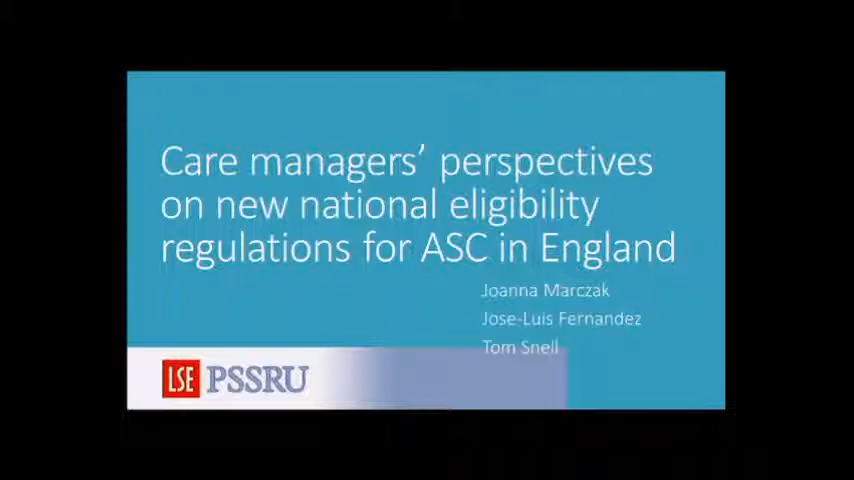 Care managers’ perspectives
on new national eligibility
regulations for ASC in England
Joanna Marczak
Jose-Luis Fernandez
Tom Snell
LSE PSSRU